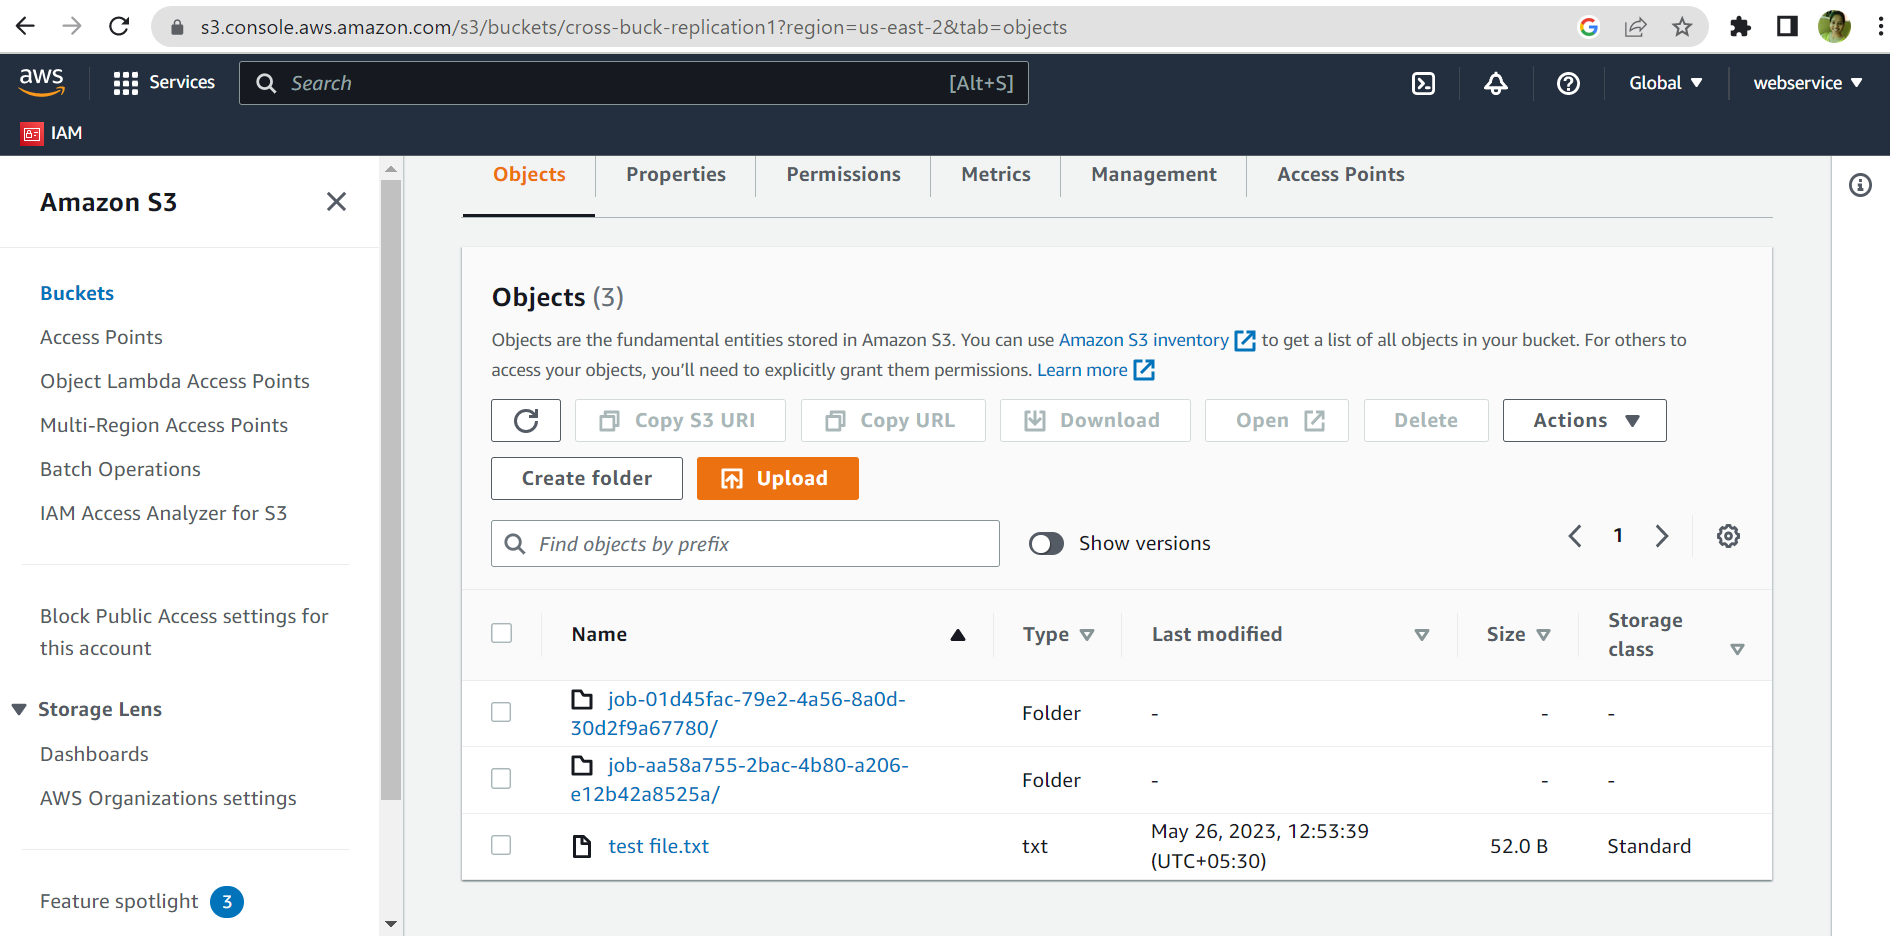 s3.console.aws.amazon.com/s3/buckets/cross-buck-replication1?region=us-east-2&tab=objects
aws
Services
Search
[Alt+S]
Global
webservice
IAM
Amazon S3
Buckets
Access Points
Object Lambda Access Points
Multi-Region Access Points
Batch Operations
IAM Access Analyzer for S3
Block Public Access settings for
this account
Storage Lens
Dashboards
AWS Organizations settings
Feature spotlight 3
Objects
Properties
Permissions
Metrics
Management
Access Points
Objects (3)
Objects are the fundamental entities stored in Amazon S3. You can use Amazon S3 inventory to get a list of all objects in your bucket. For others to
access your objects, you'll need to explicitly grant them permissions. Learn more
Copy S3 URI
Copy URL
Download
Open
Delete
Actions
Create folder
Upload
Find objects by prefix
Show versions
1
Name
Type
Last modified
Size
Storage
class
job-01d45fac-79e2-4a56-8a0d-
30d2f9a67780/
Folder
-
-
-
job-aa58a755-2bac-4b80-a206-
e12b42a8525a/
Folder
-
-
-
test file.txt
txt
May 26, 2023, 12:53:39
(UTC+05:30)
52.0 B
Standard